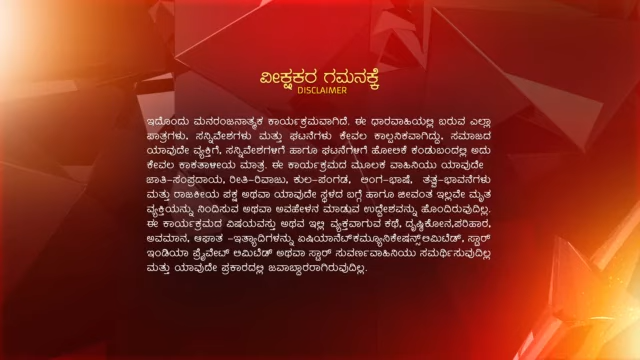 ವೀಕ್ಷಕರ ಗಮನಕ್ಕೆ
DISCLAIMER
ಇದೊಂದು ಮನರಂಜನಾತ್ಮಕ ಕಾರ್ಯಕ್ರಮವಾಗಿದೆ. ಈ ಧಾರವಾಹಿಯಲ್ಲಿ ಬರುವ ಎಲ್ಲಾ
ಪಾತ್ರಗಳು, ಸನ್ನಿವೇಶಗಳು ಮತ್ತು ಘಟನೆಗಳು ಕೇವಲ ಕಾಲ್ಪನಿಕವಾಗಿದ್ದು, ಸಮಾಜದ
ಯಾವುದೇ ವ್ಯಕ್ತಿಗೆ, ಸನ್ನಿವೇಶಗಳಿಗೆ ಹಾಗೂ ಘಟನೆಗಳಿಗೆ ಹೋಲಿಕೆ ಕಂಡುಬಂದಲ್ಲಿ ಅದು
ಕೇವಲ ಕಾಕತಾಳೀಯ ಮಾತ್ರ. ಈ ಕಾರ್ಯಕ್ರಮದ ಮೂಲಕ ವಾಹಿನಿಯು ಯಾವುದೇ
ಜಾತಿ-ಸಂಪ್ರದಾಯ, ರೀತಿ-ರಿವಾಜು, ಕುಲ-ಪಂಗಡ, ಲಿಂಗ-ಭಾಷೆ, ತತ್ವ-ಭಾವನೆಗಳು
ಮತ್ತು ರಾಜಕೀಯ ಪಕ್ಷ ಅಥವಾ ಯಾವುದೇ ಸ್ಥಳದ ಬಗ್ಗೆ ಹಾಗೂ ಜೀವಂತ ಇಲ್ಲವೇ ಮೃತ
ವ್ಯಕ್ತಿಯನ್ನು ನಿಂದಿಸುವ ಅಥವಾ ಅವಹೇಳನ ಮಾಡುವ ಉದ್ದೇಶವನ್ನು ಹೊಂದಿರುವುದಿಲ್ಲ.
ಈ ಕಾರ್ಯಕ್ರಮದ ವಿಷಯವಸ್ತು ಅಥವ ಇಲ್ಲಿ ವ್ಯಕ್ತವಾಗುವ ಕಥೆ, ದೃಷ್ಠಿಕೋನ,ಪರಿಹಾರ,
ಅವಮಾನ, ಆಘಾತ -ಇತ್ಯಾದಿಗಳನ್ನು ಏಷಿಯಾನೆಟ್‌ಕಮ್ಯೂನಿಕೇಷನ್ಸ್‌ಲಿಮಿಟೆಡ್, ಸ್ಟಾರ್
ಇಂಡಿಯಾ ಪ್ರೈವೇಟ್ ಲಿಮಿಟೆಡ್ ಅಥವಾ ಸ್ಟಾರ್ ಸುವರ್ಣವಾಹಿನಿಯು ಸಮರ್ಥಿಸುವುದಿಲ್ಲ
ಮತ್ತು ಯಾವುದೇ ಪ್ರಕಾರದಲ್ಲಿ ಜವಾಬ್ದಾರರಾಗಿರುವುದಿಲ್ಲ.